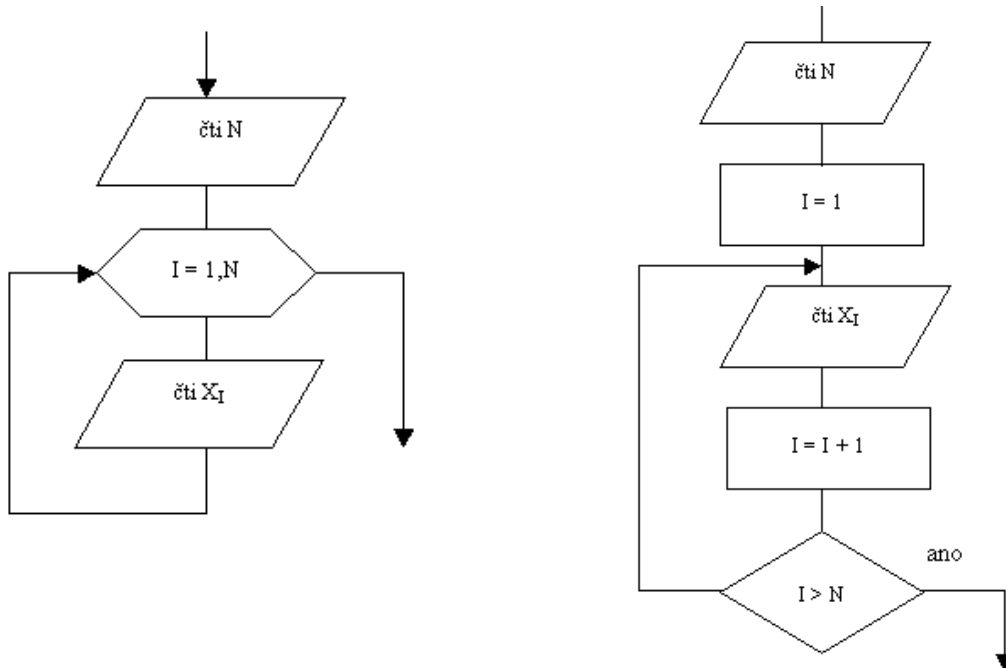 čti N
I = 1,N
čti X_I
čti N
I = 1
čti X_I
I = I + 1
ano
I > N